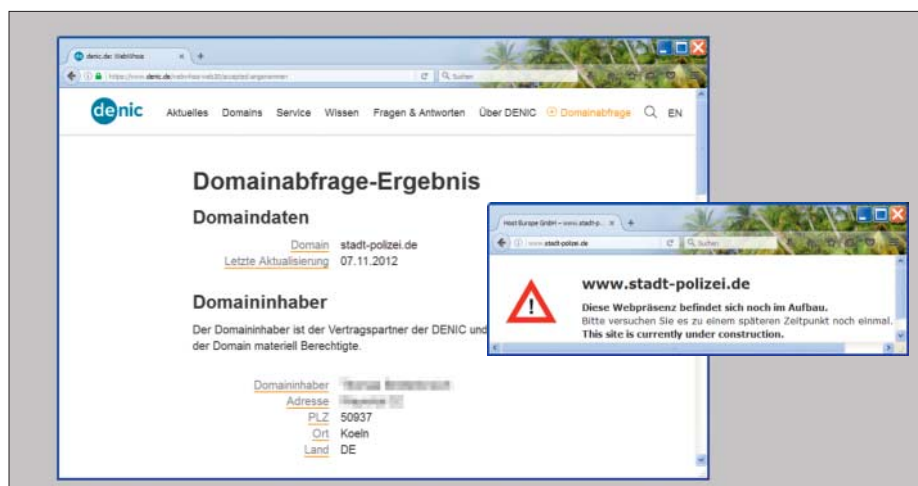 denic.de: WebWhois
https://www.denic.de/
Suchen
denic Aktuelles Domains Service Wissen Fragen & Antworten Über DENIC Domainabfrage EN
Domainabfrage-Ergebnis
Domaindaten
Domain stadt-polizei.de
Letzte Aktualisierung 07.11.2012
Domaininhaber
Der Domaininhaber ist der Vertragspartner der DENIC und
der Domain materiell Berechtigte.
Domaininhaber
Adresse
PLZ 50937
Ort Koeln
Land DE
Host Europe GmbH – www.stadt-p...
www.stadt-polizei.de
Suchen
www.stadt-polizei.de
Diese Webpräsenz befindet sich noch im Aufbau.
Bitte versuchen Sie es zu einem späteren Zeitpunkt noch einmal.
This site is currently under construction.